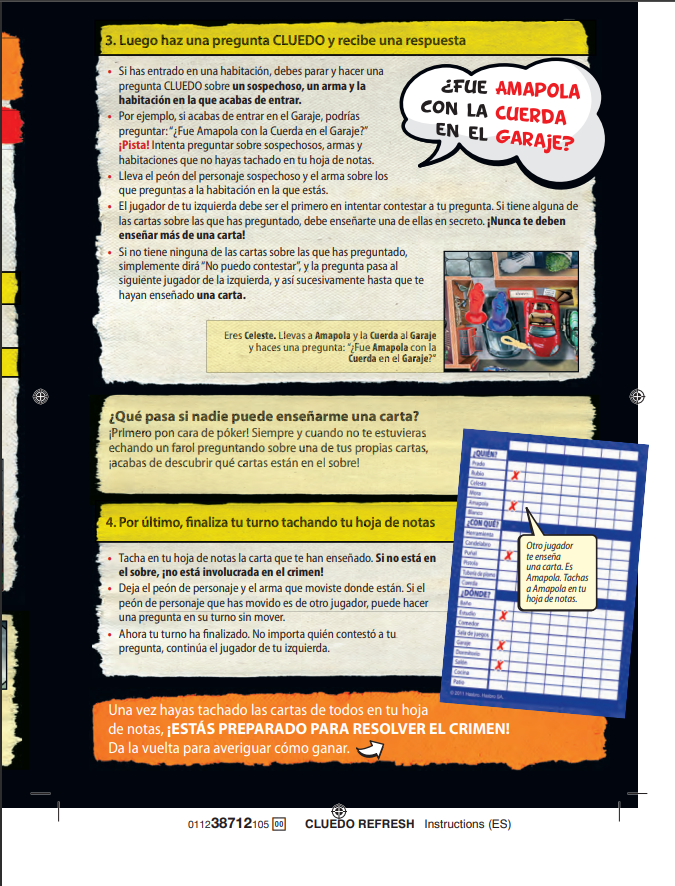 3. Luego haz una pregunta CLUEDO y recibe una respuesta
• Si has entrado en una habitación, debes parar y hacer una
pregunta CLUEDO sobre un sospechoso, un arma y la
habitación en la que acabas de entrar.
• Por ejemplo, si acabas de entrar en el Garaje, podrías
preguntar: "¿Fue Amapola con la Cuerda en el Garaje?"
¡Pista! Intenta preguntar sobre sospechosos, armas y
habitaciones que no hayas tachado en tu hoja de notas.
• Lleva el peón del personaje sospechoso y el arma sobre los
que preguntas a la habitación en la que estás.
• El jugador de tu izquierda debe ser el primero en intentar contestar a tu pregunta. Si tiene alguna de
las cartas sobre las que has preguntado, debe enseñarte una de ellas en secreto. ¡Nunca te deben
enseñar más de una carta!
• Si no tiene ninguna de las cartas sobre las que has preguntado,
simplemente dirá "No puedo contestar", y la pregunta pasa al
siguiente jugador de la izquierda, y así sucesivamente hasta que te
hayan enseñado una carta.
¿FUE AMAPOLA
CON LA CUERDA
EN EL GARAJE?
Eres Celeste. Llevas a Amapola y la Cuerda al Garaje
y haces una pregunta: "¿Fue Amapola con la
Cuerda en el Garaje?"
¿Qué pasa si nadie puede enseñarme una carta?
¡Primero pon cara de póker! Siempre y cuando no te estuvieras
echando un farol preguntando sobre una de tus propias cartas,
¡acabas de descubrir qué cartas están en el sobre!
4. Por último, finaliza tu turno tachando tu hoja de notas
• Tacha en tu hoja de notas la carta que te han enseñado. Si no está en
el sobre, ¡no está involucrada en el crimen!
• Deja el peón de personaje y el arma que moviste donde están. Si el
peón de personaje que has movido es de otro jugador, puede hacer
una pregunta en su turno sin mover.
• Ahora tu turno ha finalizado. No importa quién contestó a tu
pregunta, continúa el jugador de tu izquierda.
¿QUIÉN?
Prado
Rubio
Celeste
Mora
Amapola
Blanco
¿CON QUÉ?
Herramienta
Candelabro
Puñal
Pistola
Tubería de plomo
Cuerda
¿DÓNDE?
Baño
Estudio
Comedor
Sala de juegos
Garaje
Dormitorio
Salón
Cocina
Patio
© 2011 Hasbro. Hasbro SA.
Otro jugador
te enseña
una carta. Es
Amapola. Tachas
a Amapola en tu
hoja de notas.
Una vez hayas tachado las cartas de todos en tu hoja
de notas, ¡ESTÁS PREPARADO PARA RESOLVER EL CRIMEN!
Da la vuelta para averiguar cómo ganar.
011238712105 00 CLUEDO REFRESH Instructions (ES)